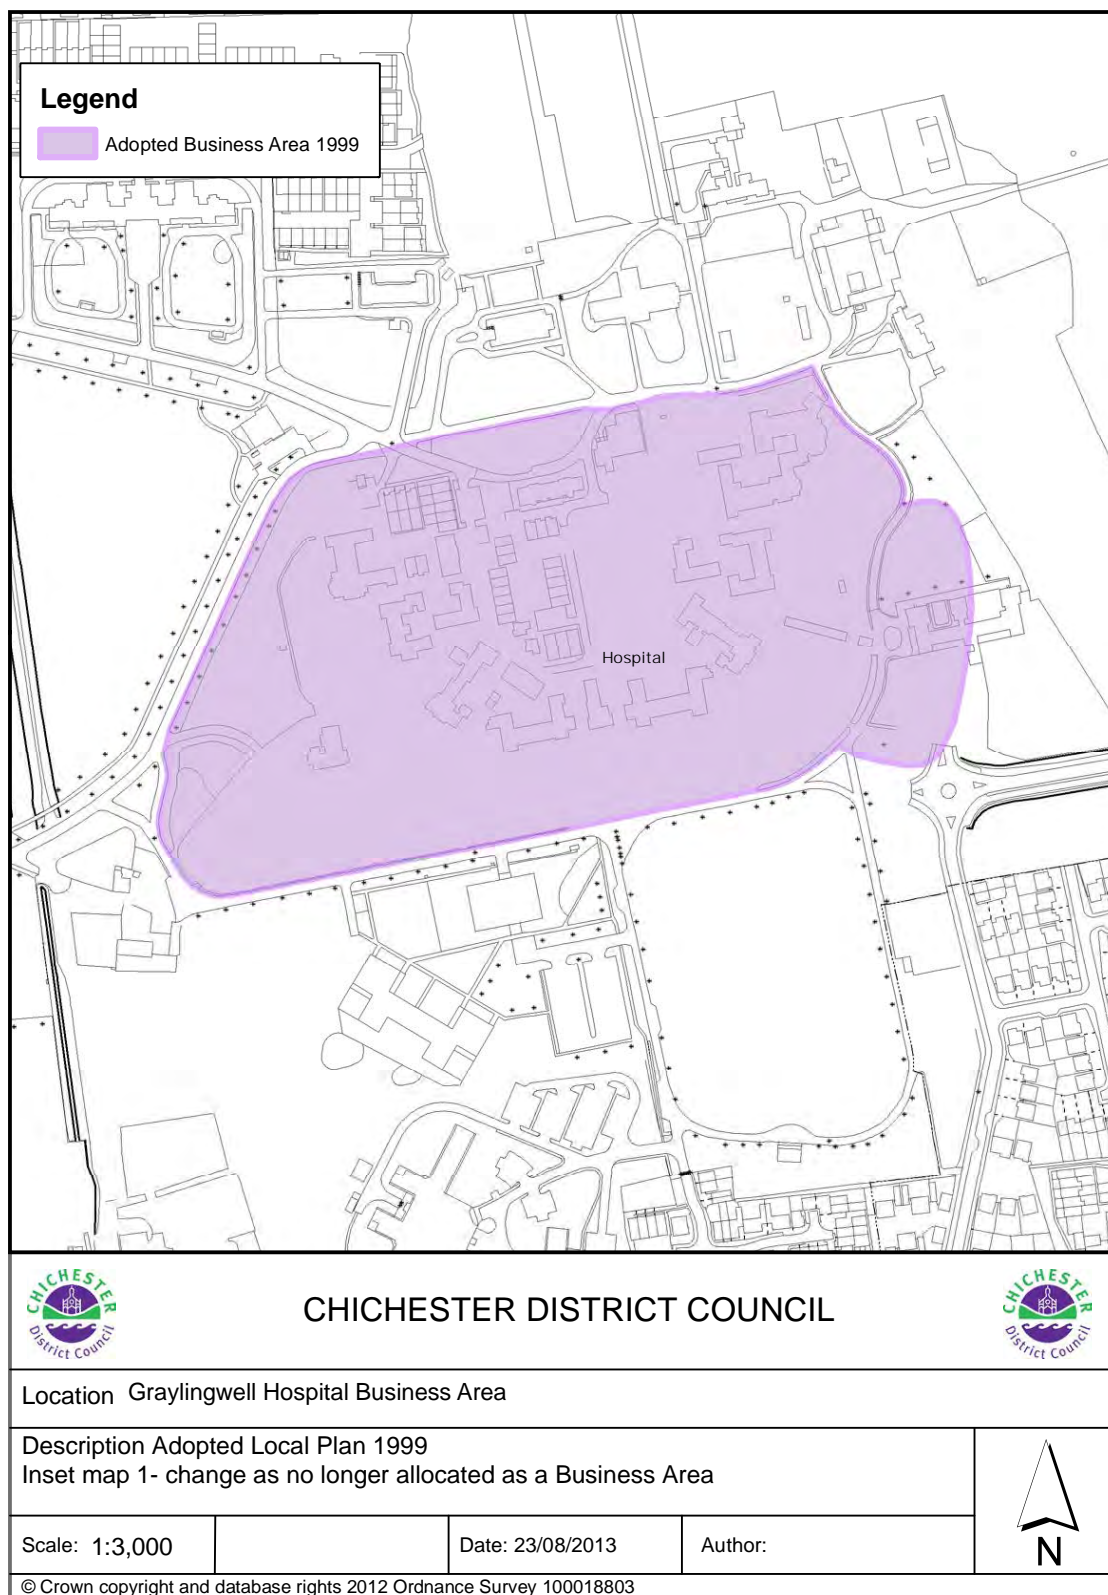 Legend
Adopted Business Area 1999
Hospital
CHICHESTER
District Council
CHICHESTER DISTRICT COUNCIL
CHICHESTER
District Council
Location Graylingwell Hospital Business Area
Description Adopted Local Plan 1999
Inset map 1- change as no longer allocated as a Business Area
N
Scale: 1:3,000
Date: 23/08/2013
Author:
© Crown copyright and database rights 2012 Ordnance Survey 100018803